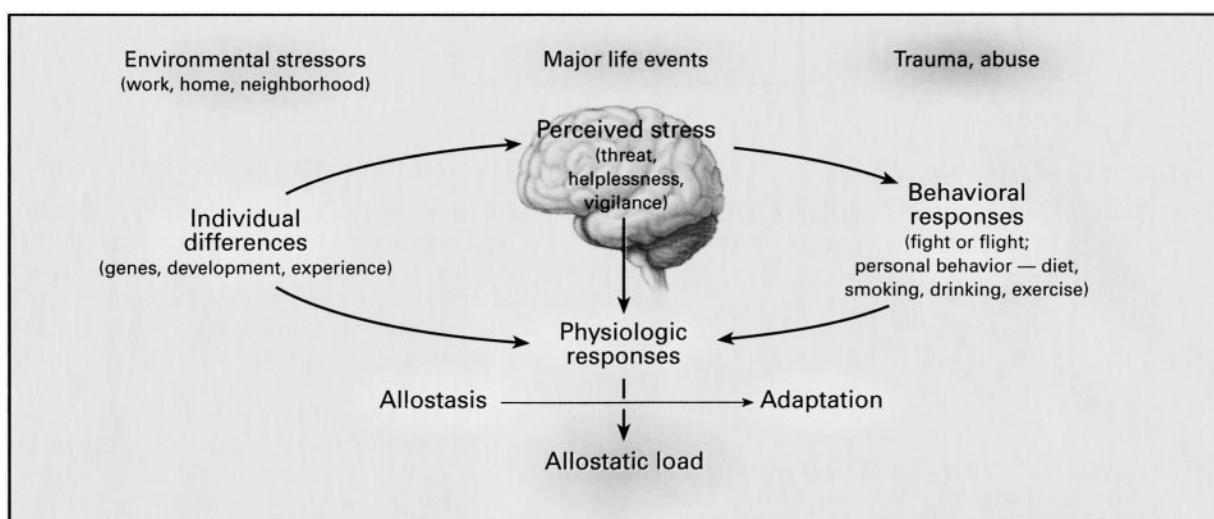 Environmental stressors
(work, home, neighborhood)
Major life events
Trauma, abuse
Perceived stress
(threat,
helplessness,
vigilance)
Individual
differences
(genes, development, experience)
Behavioral
responses
(fight or flight;
personal behavior — diet,
smoking, drinking, exercise)
Physiologic
responses
Allostasis
Adaptation
Allostatic load